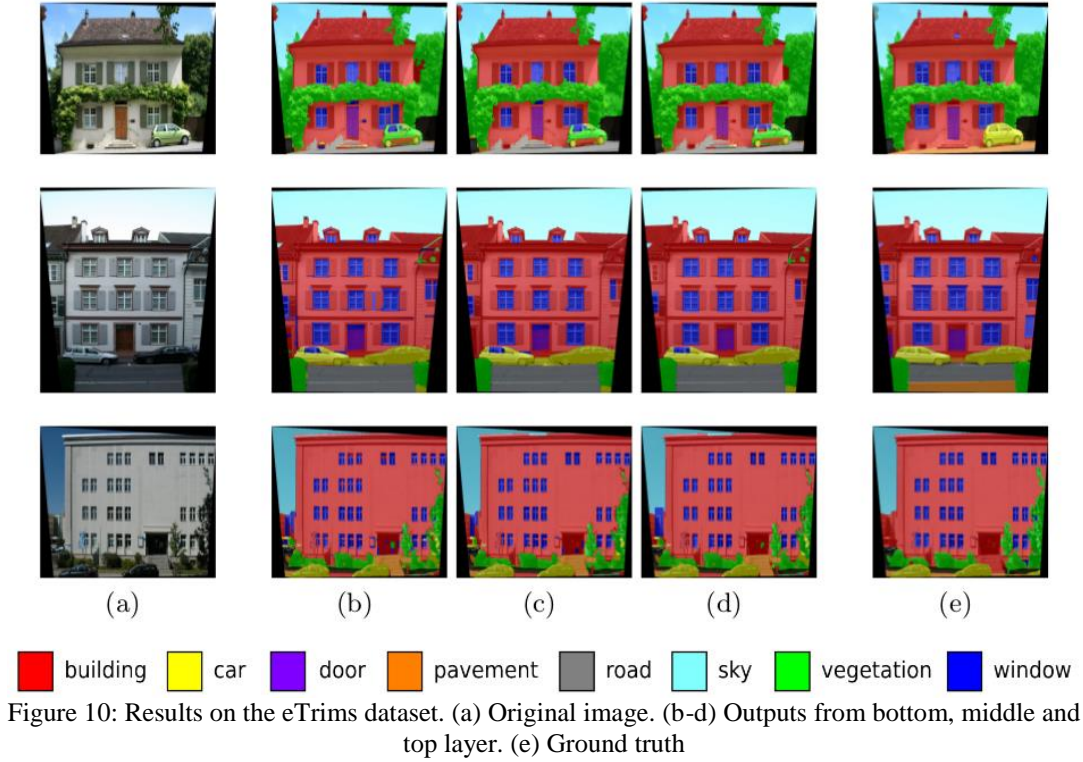 (a) (b) (c) (d) (e)
building car door pavement road sky vegetation window
Figure 10: Results on the eTrims dataset. (a) Original image. (b-d) Outputs from bottom, middle and
top layer. (e) Ground truth